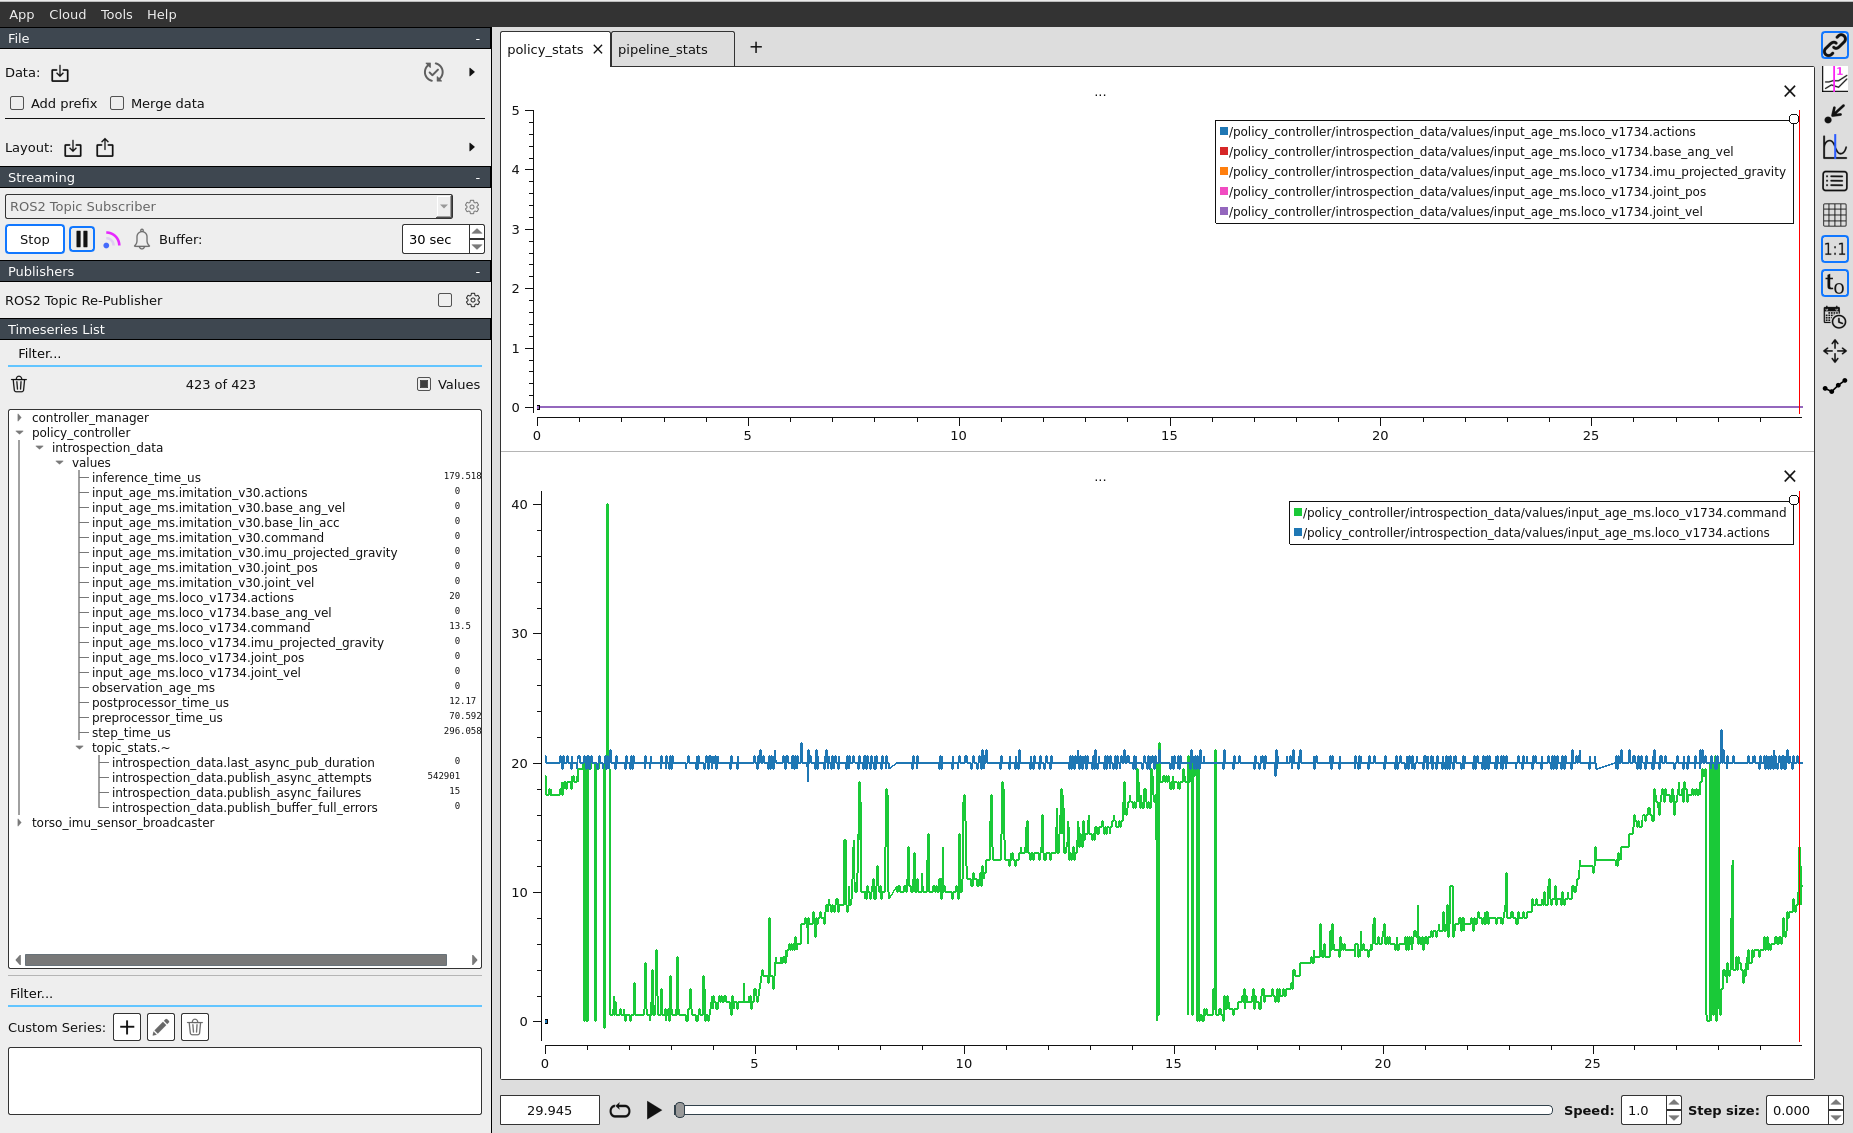 App Cloud Tools Help
File -
Data:
Add prefix Merge data
Layout:
Streaming -
ROS2 Topic Subscriber
Stop Buffer: 30 sec
Publishers -
ROS2 Topic Re-Publisher
Timeseries List
Filter...
423 of 423 Values
controller_manager
policy_controller
introspection_data
values
inference_time_us 179.518
input_age_ms.imitation_v30.actions 0
input_age_ms.imitation_v30.base_ang_vel 0
input_age_ms.imitation_v30.base_lin_acc 0
input_age_ms.imitation_v30.command 0
input_age_ms.imitation_v30.imu_projected_gravity 0
input_age_ms.imitation_v30.joint_pos 0
input_age_ms.imitation_v30.joint_vel 0
input_age_ms.loco_v1734.actions 20
input_age_ms.loco_v1734.base_ang_vel 0
input_age_ms.loco_v1734.command 13.5
input_age_ms.loco_v1734.imu_projected_gravity 0
input_age_ms.loco_v1734.joint_pos 0
input_age_ms.loco_v1734.joint_vel 0
observation_age_ms 0
postprocessor_time_us 12.17
preprocessor_time_us 70.592
step_time_us 296.058
topic_stats.~
introspection_data.last_async_pub_duration 0
introspection_data.publish_async_attempts 542901
introspection_data.publish_async_failures 15
introspection_data.publish_buffer_full_errors 0
torso_imu_sensor_broadcaster
Filter...
Custom Series:
policy_stats pipeline_stats +
...
5
4
3
2
1
0
0 5 10 15 20 25
/policy_controller/introspection_data/values/input_age_ms.loco_v1734.actions
/policy_controller/introspection_data/values/input_age_ms.loco_v1734.base_ang_vel
/policy_controller/introspection_data/values/input_age_ms.loco_v1734.imu_projected_gravity
/policy_controller/introspection_data/values/input_age_ms.loco_v1734.joint_pos
/policy_controller/introspection_data/values/input_age_ms.loco_v1734.joint_vel
...
40
30
20
10
0
0 5 10 15 20 25
/policy_controller/introspection_data/values/input_age_ms.loco_v1734.command
/policy_controller/introspection_data/values/input_age_ms.loco_v1734.actions
29.945 Speed: 1.0 Step size: 0.000
1
1:1
to